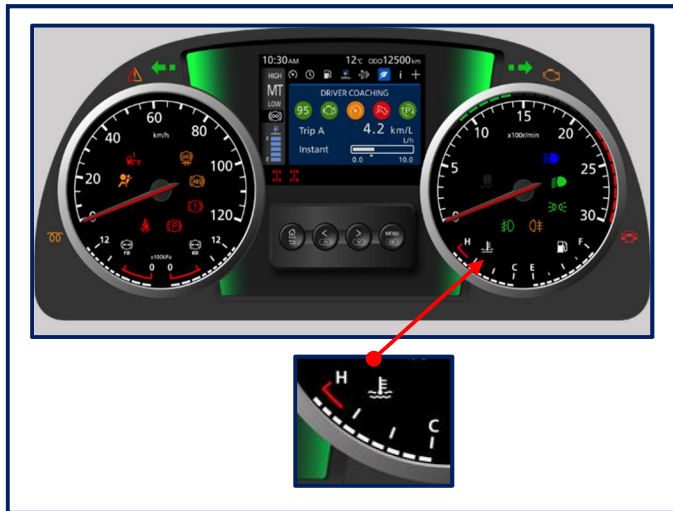 10:30AM 12°C ODO12500km
HIGH
MT
LOW
DRIVER COACHING
95
Trip A 4.2 km/L
L/h
Instant
0.0 10.0
F
E
km/h
0 20 40 60 80 100 120
ABS
P
x100kPa
12 0 0 12
FR RR
MENU
x100r/min
0 5 10 15 20 25 30
H C E F
H
C